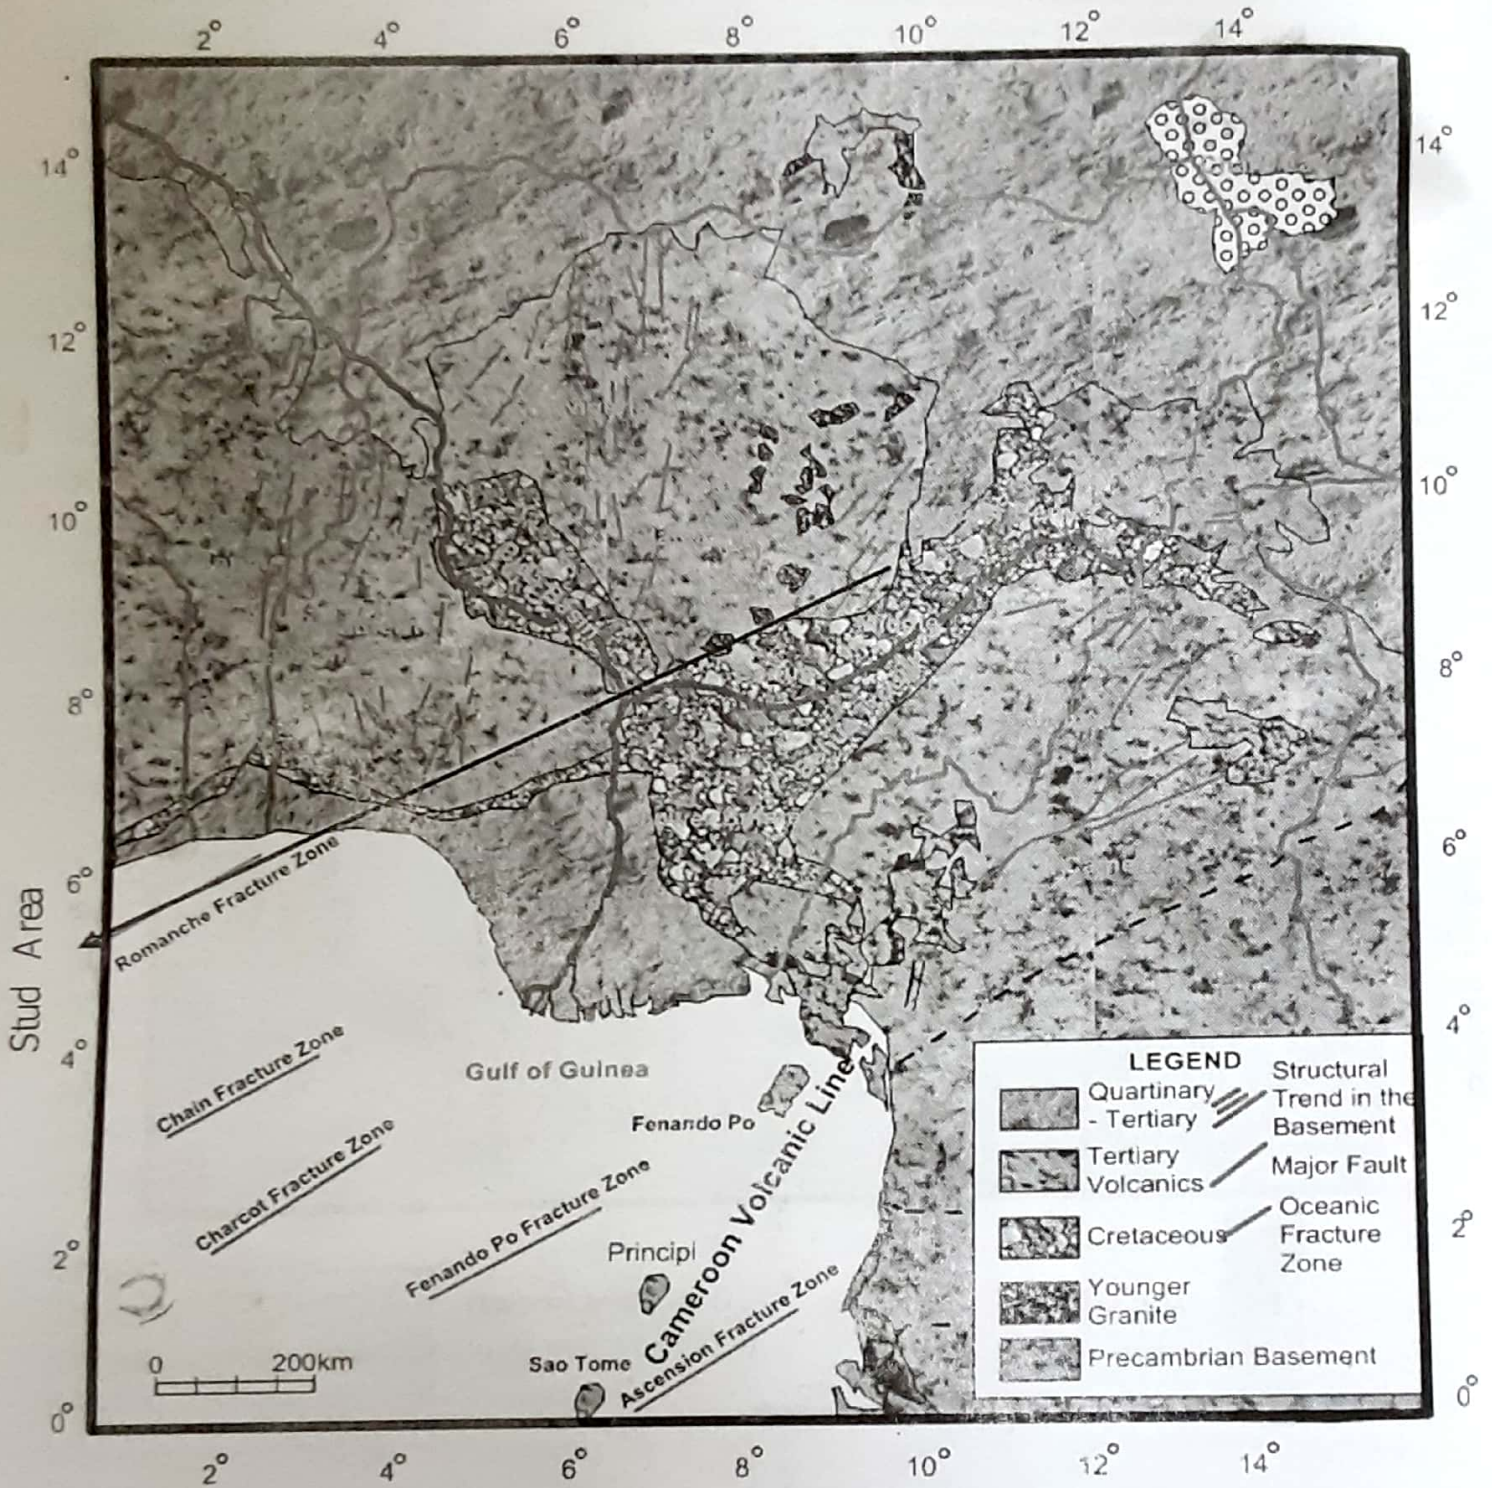 2° 4° 6° 8° 10° 12° 14°
14° 14°
12° 12°
10° 10°
8° 8°
6° 6°
4° 4°
2° 2°
0° 0°
Stud Area
Romanche Fracture Zone
Chain Fracture Zone
Charcot Fracture Zone
Gulf of Guinea
Fenando Po
Fenando Po Fracture Zone
Principi
Cameroon Volcanic Line
Sao Tome
Ascension Fracture Zone
0 200km
LEGEND
Quartinary
- Tertiary
Tertiary
Volcanics
Cretaceous
Younger
Granite
Precambrian Basement
Structural
Trend in the
Basement
Major Fault
Oceanic
Fracture
Zone
2° 4° 6° 8° 10° 12° 14°